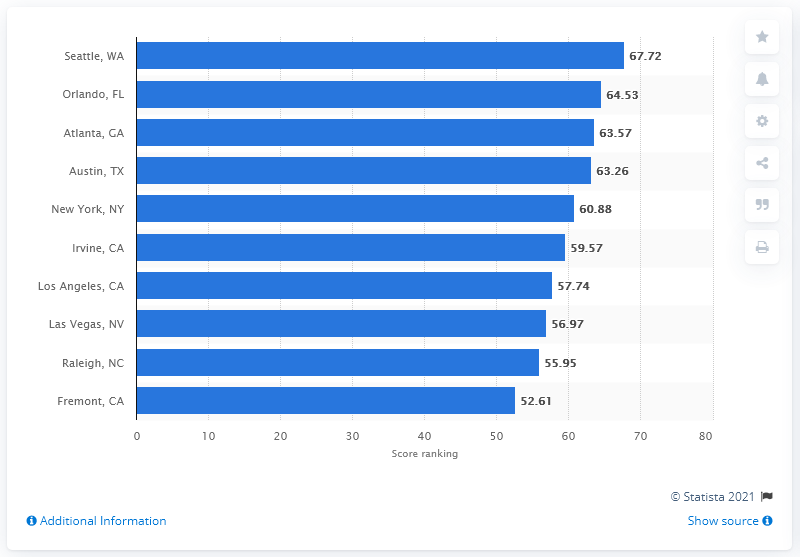 Seattle, WA 67.72
Orlando, FL 64.53
Atlanta, GA 63.57
Austin, TX 63.26
New York, NY 60.88
Irvine, CA 59.57
Los Angeles, CA 57.74
Las Vegas, NV 56.97
Raleigh, NC 55.95
Fremont, CA 52.61
0 10 20 30 40 50 60 70 80
Score ranking
© Statista 2021
Additional Information Show source